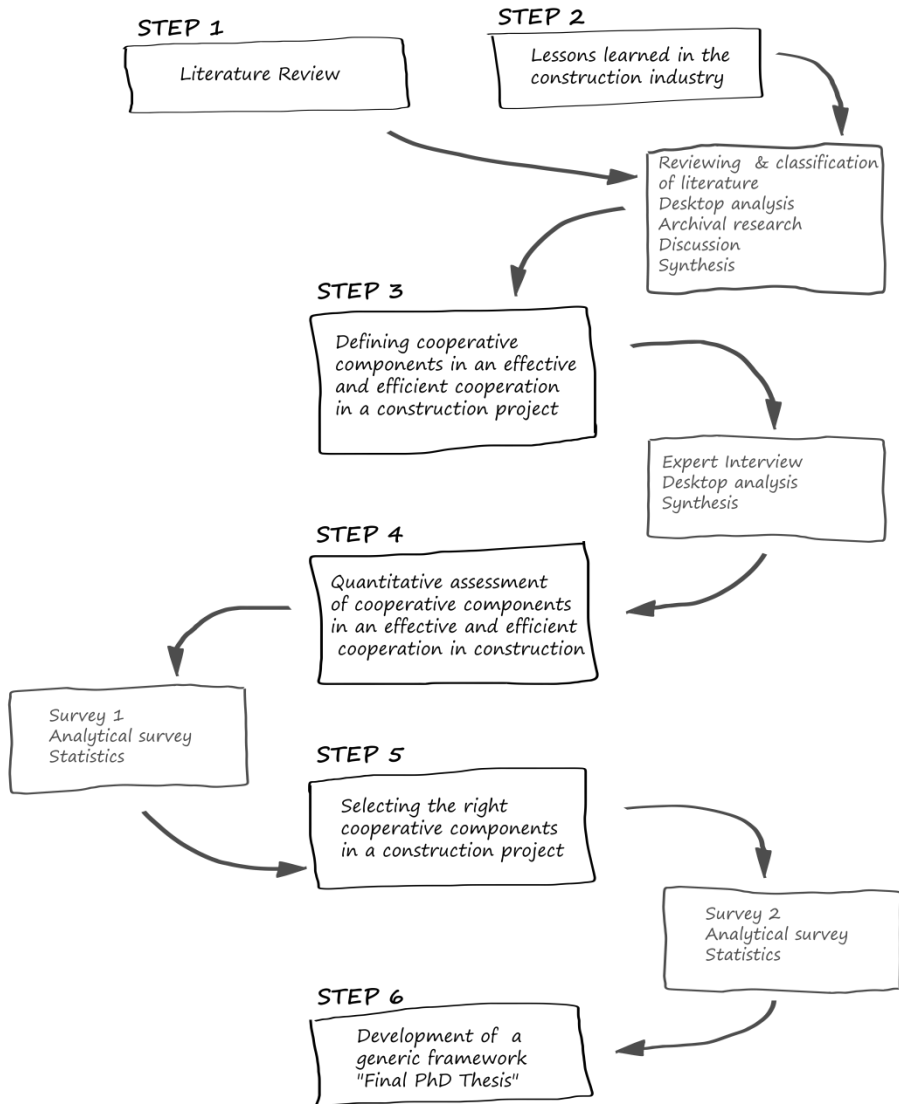 STEP 1
Literature Review
STEP 2
Lessons learned in the
construction industry
Reviewing & classification
of literature
Desktop analysis
Archival research
Discussion
Synthesis
STEP 3
Defining cooperative
components in an effective
and efficient cooperation
in a construction project
Expert Interview
Desktop analysis
Synthesis
STEP 4
Quantitative assessment
of cooperative components
in an effective and efficient
cooperation in construction
Survey 1
Analytical survey
Statistics
STEP 5
Selecting the right
cooperative components
in a construction project
Survey 2
Analytical survey
Statistics
STEP 6
Development of a
generic framework
"Final PhD Thesis"